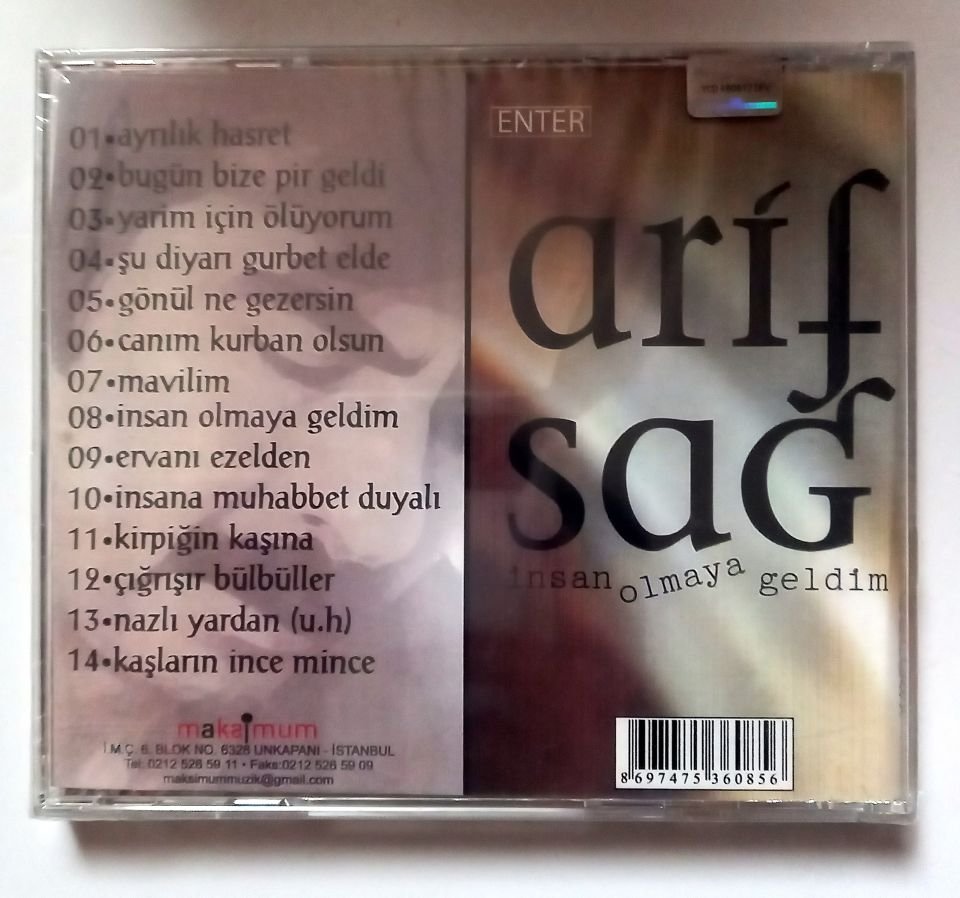 01•ayrılık hasret
02•bugün bize pir geldi
03•yarim için ölüyorum
04•şu diyarı gurbet elde
05•gönül ne gezersin
06•canım kurban olsun
07•mavilim
08•insan olmaya geldim
09•ervanı ezelden
10•insana muhabbet duyalı
11•kirpiğin kaşına
12•çığrışır bülbüller
13•nazlı yardan (u.h)
14•kaşların ince mince
makaimum
İ.M.Ç. 6. BLOK NO. 6328 UNKAPANI - İSTANBUL
Tel: 0212 526 59 11 • Faks:0212 526 59 09
maksimummuzik@gmail.com
ENTER
arif
sağ
insan olmaya geldim
8 697475 360856